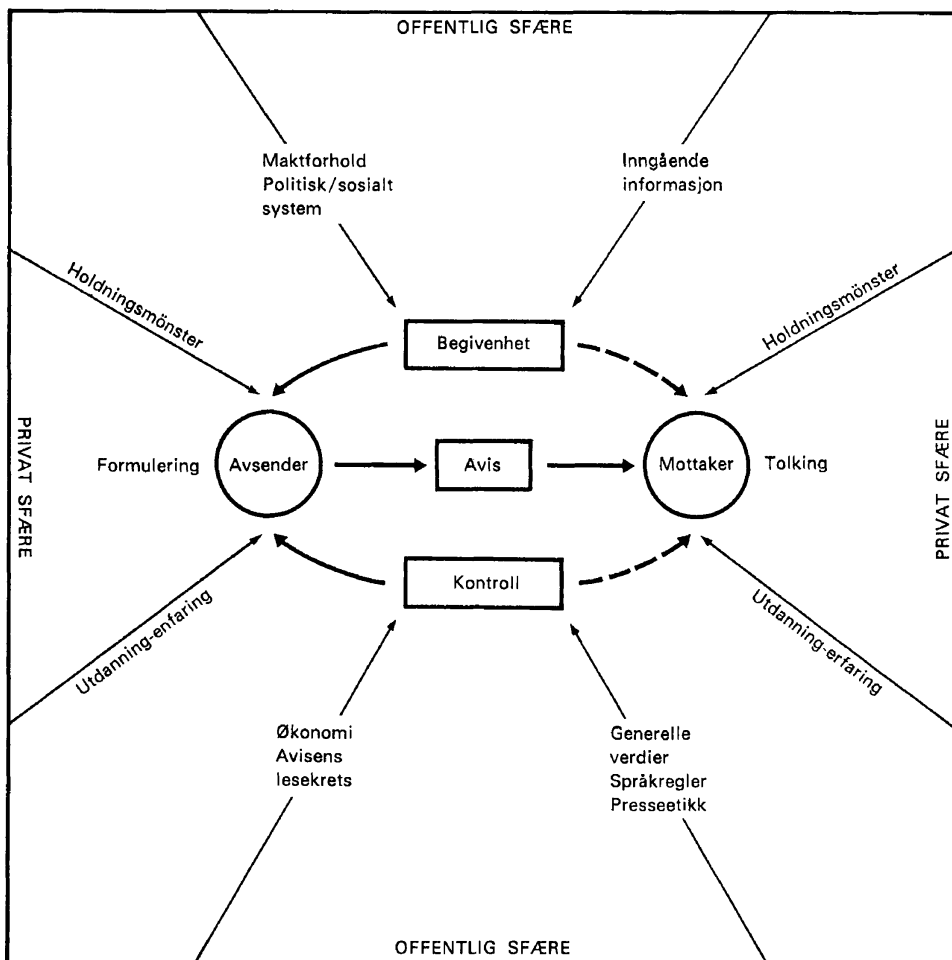 OFFENTLIG SFÆRE
Maktforhold
Politisk/sosialt
system
Inngående
informasjon
Holdningsmönster
Holdningsmönster
Begivenhet
PRIVAT SFÆRE
Formulering
Avsender
Avis
Mottaker
Tolking
PRIVAT SFÆRE
Kontroll
Utdanning-enfaring
Utdanning-erfaring
Økonomi
Avisens
lesekrets
Generelle
verdier
Språkregler
Presseetikk
OFFENTLIG SFÆRE